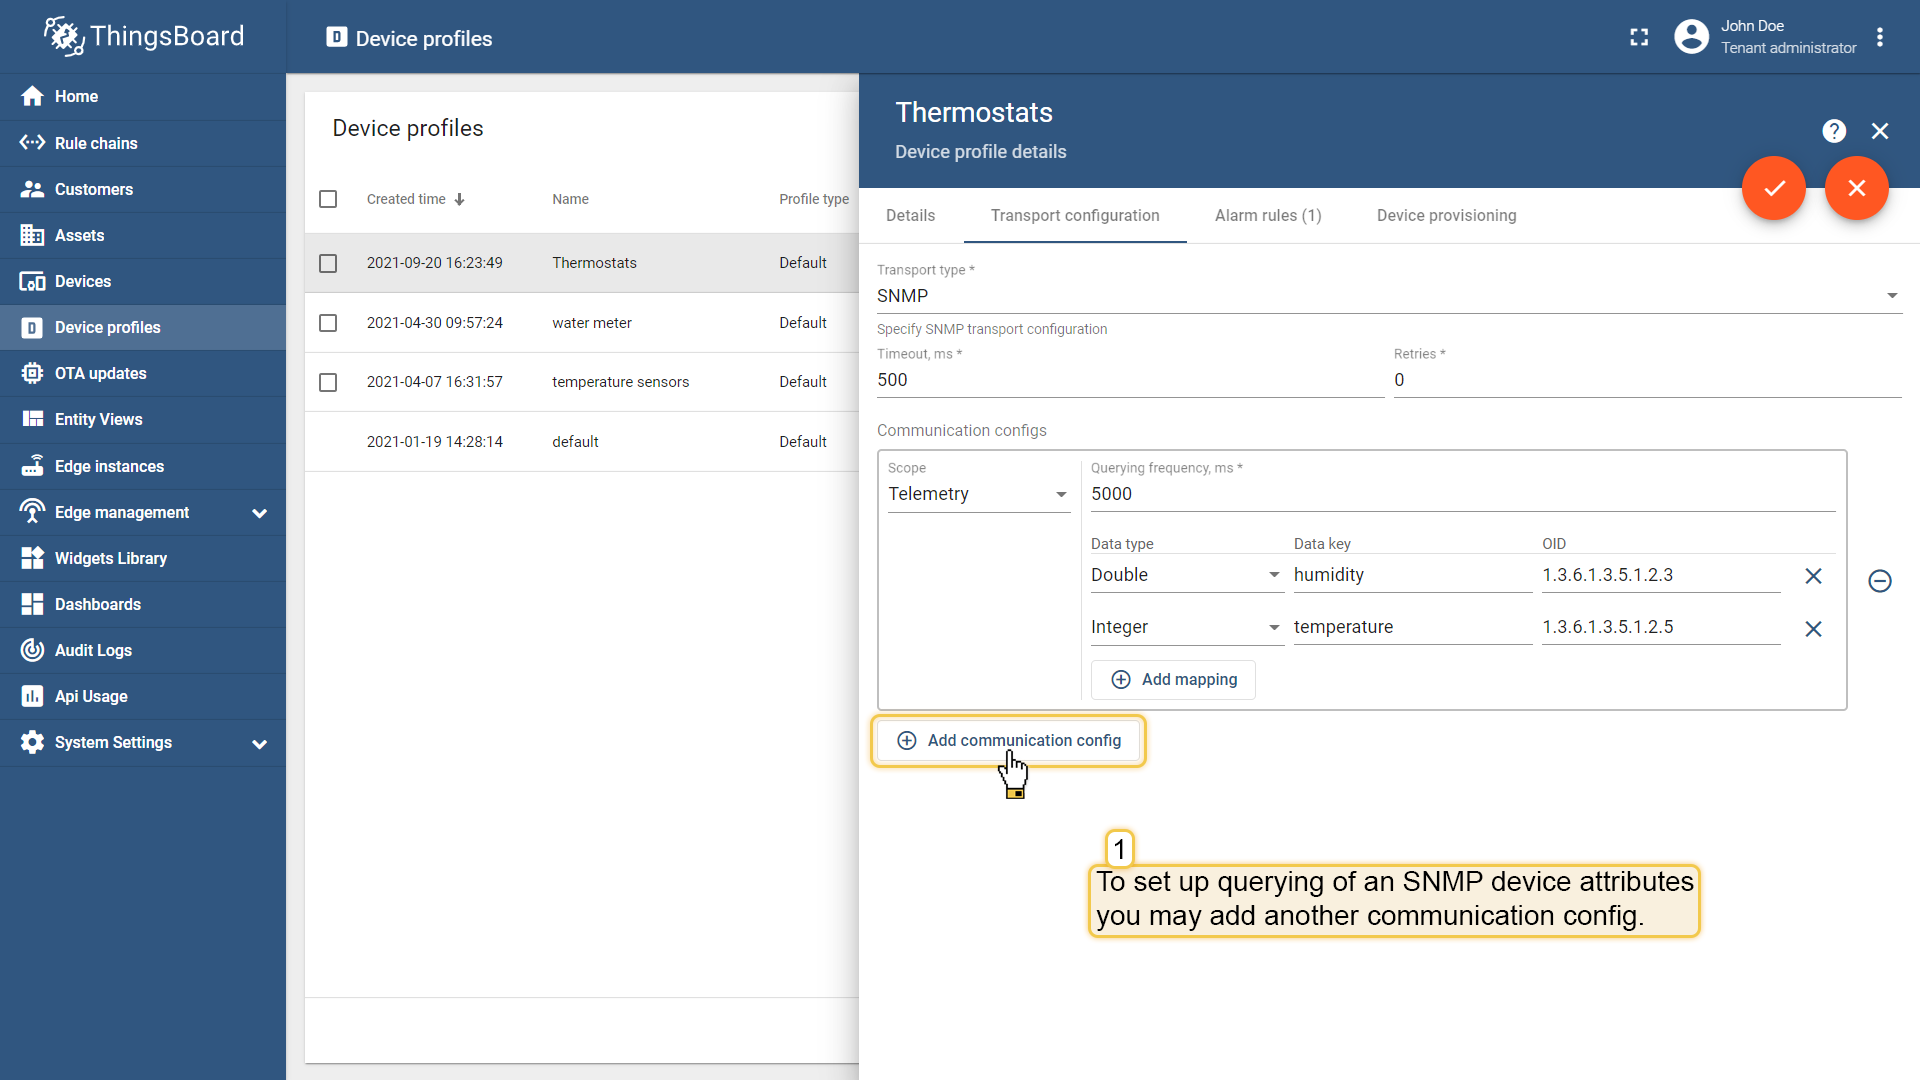 ThingsBoard
Device profiles
John Doe
Tenant administrator
Home
Rule chains
Customers
Assets
Devices
Device profiles
OTA updates
Entity Views
Edge instances
Edge management
Widgets Library
Dashboards
Audit Logs
Api Usage
System Settings
Device profiles
Created time Name Profile type
2021-09-20 16:23:49 Thermostats Default
2021-04-30 09:57:24 water meter Default
2021-04-07 16:31:57 temperature sensors Default
2021-01-19 14:28:14 default Default
Thermostats
Device profile details
Details Transport configuration Alarm rules (1) Device provisioning
Transport type *
SNMP
Specify SNMP transport configuration
Timeout, ms * Retries *
500 0
Communication configs
Scope Querying frequency, ms *
Telemetry 5000
Data type Data key OID
Double humidity 1.3.6.1.3.5.1.2.3
Integer temperature 1.3.6.1.3.5.1.2.5
Add mapping
Add communication config
1
To set up querying of an SNMP device attributes
you may add another communication config.